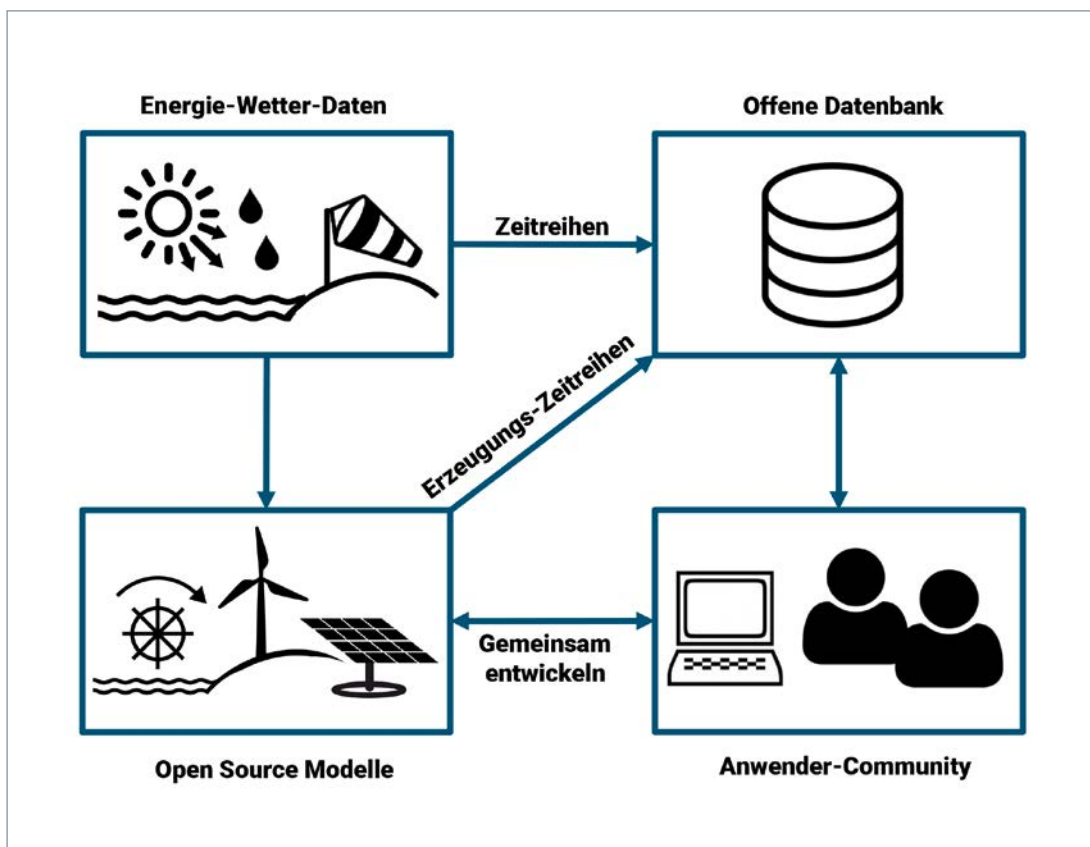 Energie-Wetter-Daten
Offene Datenbank
Zeitreihen
Erzeugungs-Zeitreihen
Gemeinsam
entwickeln
Open Source Modelle
Anwender-Community